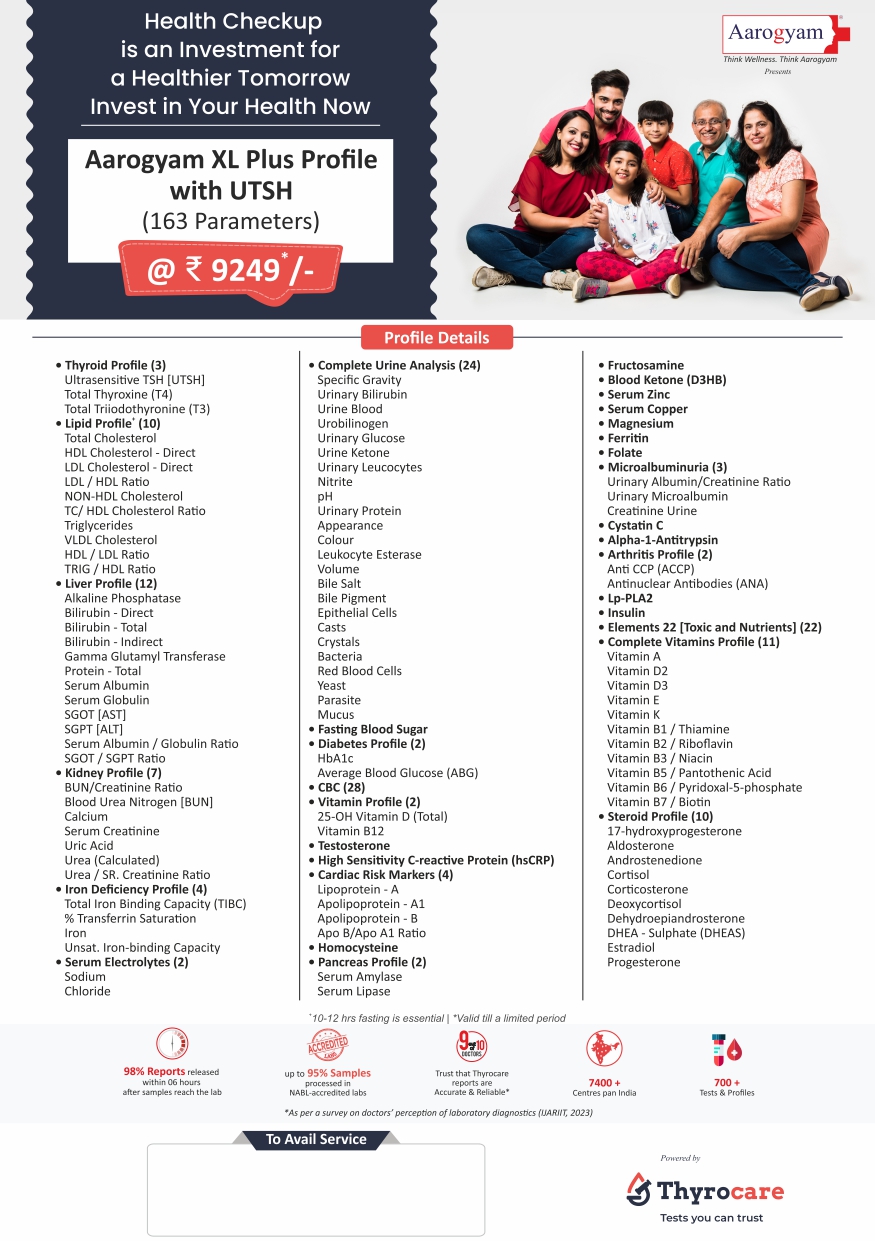 Health Checkup
is an Investment for
a Healthier Tomorrow
Invest in Your Health Now
Aarogyam XL Plus Profile
with UTSH
(163 Parameters)
@ ₹ 9249*/-
Aarogyam®
Think Wellness. Think Aarogyam
Presents
Profile Details
• Thyroid Profile (3)
Ultrasensitive TSH [UTSH]
Total Thyroxine (T4)
Total Triiodothyronine (T3)
• Lipid Profile+ (10)
Total Cholesterol
HDL Cholesterol - Direct
LDL Cholesterol - Direct
LDL / HDL Ratio
NON-HDL Cholesterol
TC/ HDL Cholesterol Ratio
Triglycerides
VLDL Cholesterol
HDL / LDL Ratio
TRIG / HDL Ratio
• Liver Profile (12)
Alkaline Phosphatase
Bilirubin - Direct
Bilirubin - Total
Bilirubin - Indirect
Gamma Glutamyl Transferase
Protein - Total
Serum Albumin
Serum Globulin
SGOT [AST]
SGPT [ALT]
Serum Albumin / Globulin Ratio
SGOT / SGPT Ratio
• Kidney Profile (7)
BUN/Creatinine Ratio
Blood Urea Nitrogen [BUN]
Calcium
Serum Creatinine
Uric Acid
Urea (Calculated)
Urea / SR. Creatinine Ratio
• Iron Deficiency Profile (4)
Total Iron Binding Capacity (TIBC)
% Transferrin Saturation
Iron
Unsat. Iron-binding Capacity
• Serum Electrolytes (2)
Sodium
Chloride
• Complete Urine Analysis (24)
Specific Gravity
Urinary Bilirubin
Urine Blood
Urobilinogen
Urinary Glucose
Urine Ketone
Urinary Leucocytes
Nitrite
pH
Urinary Protein
Appearance
Colour
Leukocyte Esterase
Volume
Bile Salt
Bile Pigment
Epithelial Cells
Casts
Crystals
Bacteria
Red Blood Cells
Yeast
Parasite
Mucus
• Fasting Blood Sugar
• Diabetes Profile (2)
HbA1c
Average Blood Glucose (ABG)
• CBC (28)
• Vitamin Profile (2)
25-OH Vitamin D (Total)
Vitamin B12
• Testosterone
• High Sensitivity C-reactive Protein (hsCRP)
• Cardiac Risk Markers (4)
Lipoprotein - A
Apolipoprotein - A1
Apolipoprotein - B
Apo B/Apo A1 Ratio
• Homocysteine
• Pancreas Profile (2)
Serum Amylase
Serum Lipase
• Fructosamine
• Blood Ketone (D3HB)
• Serum Zinc
• Serum Copper
• Magnesium
• Ferritin
• Folate
• Microalbuminuria (3)
Urinary Albumin/Creatinine Ratio
Urinary Microalbumin
Creatinine Urine
• Cystatin C
• Alpha-1-Antitrypsin
• Arthritis Profile (2)
Anti CCP (ACCP)
Antinuclear Antibodies (ANA)
• Lp-PLA2
• Insulin
• Elements 22 [Toxic and Nutrients] (22)
• Complete Vitamins Profile (11)
Vitamin A
Vitamin D2
Vitamin D3
Vitamin E
Vitamin K
Vitamin B1 / Thiamine
Vitamin B2 / Riboflavin
Vitamin B3 / Niacin
Vitamin B5 / Pantothenic Acid
Vitamin B6 / Pyridoxal-5-phosphate
Vitamin B7 / Biotin
• Steroid Profile (10)
17-hydroxyprogesterone
Aldosterone
Androstenedione
Cortisol
Corticosterone
Deoxycortisol
Dehydroepiandrosterone
DHEA - Sulphate (DHEAS)
Estradiol
Progesterone
+10-12 hrs fasting is essential | *Valid till a limited period
98% Reports released
within 06 hours
after samples reach the lab
ACCREDITED
LABS
up to 95% Samples
processed in
NABL-accredited labs
9 out of 10
DOCTORS
Trust that Thyrocare
reports are
Accurate & Reliable*
7400 +
Centres pan India
700 +
Tests & Profiles
*As per a survey on doctors' perception of laboratory diagnostics (IJARIIT, 2023)
To Avail Service
Powered by
Thyrocare
Tests you can trust